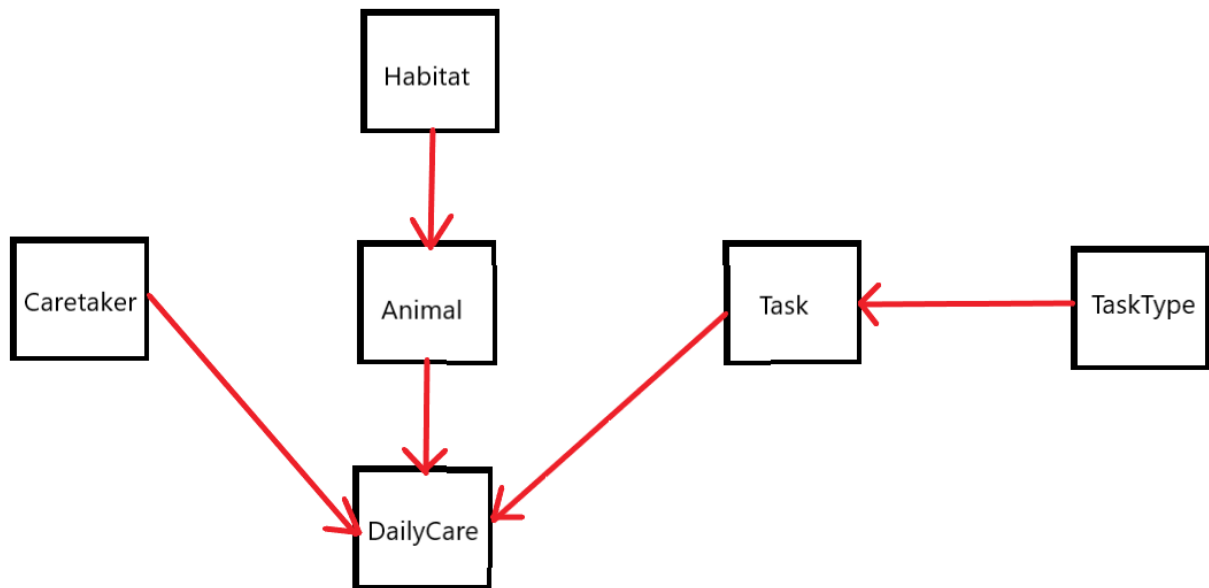 Habitat
Caretaker
Animal
Task
TaskType
DailyCare